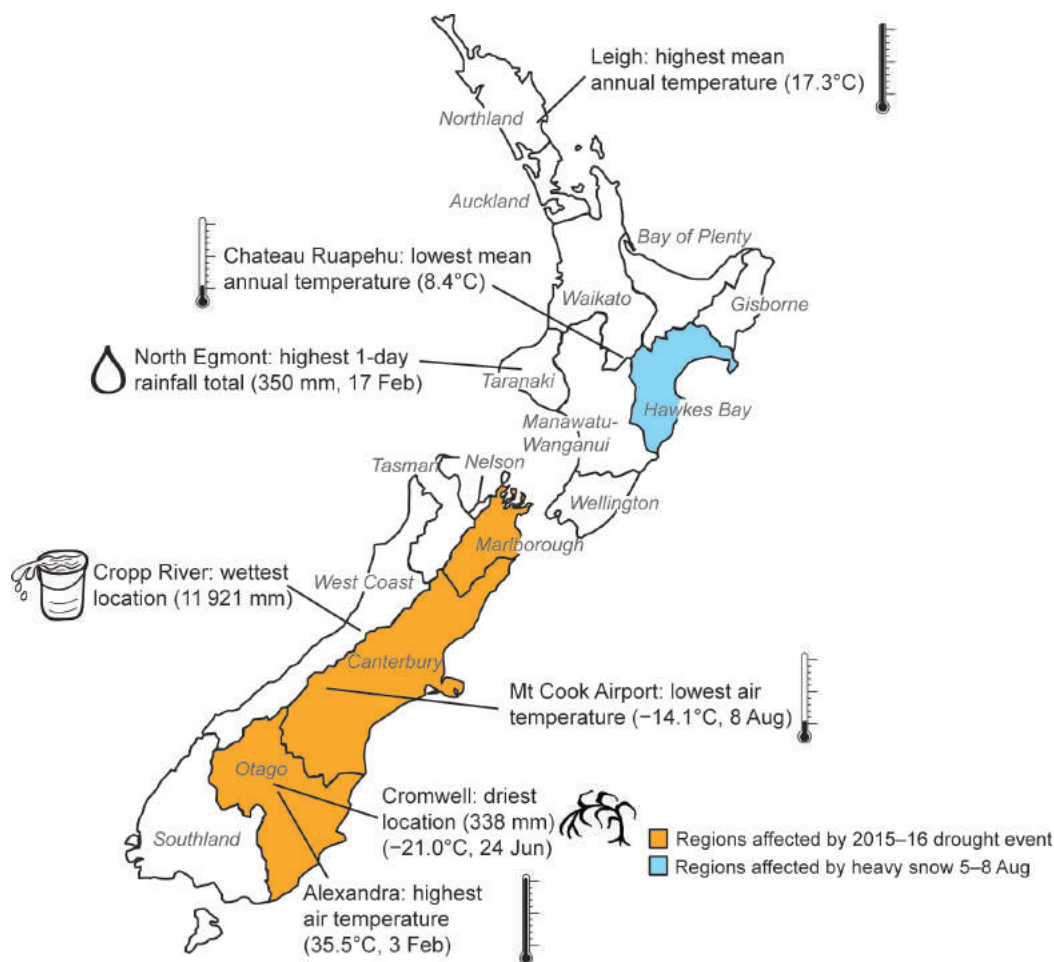 Leigh: highest mean
annual temperature (17.3°C)
Northland
Auckland
Bay of Plenty
Chateau Ruapehu: lowest mean
annual temperature (8.4°C)
Waikato
Gisborne
North Egmont: highest 1-day
rainfall total (350 mm, 17 Feb)
Taranaki
Hawkes Bay
Manawatu-
Wanganui
Tasman
Nelson
Wellington
Marlborough
Cropp River: wettest
location (11 921 mm)
West Coast
Canterbury
Mt Cook Airport: lowest air
temperature (−14.1°C, 8 Aug)
Otago
Cromwell: driest
location (338 mm)
(−21.0°C, 24 Jun)
Southland
Regions affected by 2015–16 drought event
Regions affected by heavy snow 5–8 Aug
Alexandra: highest
air temperature
(35.5°C, 3 Feb)